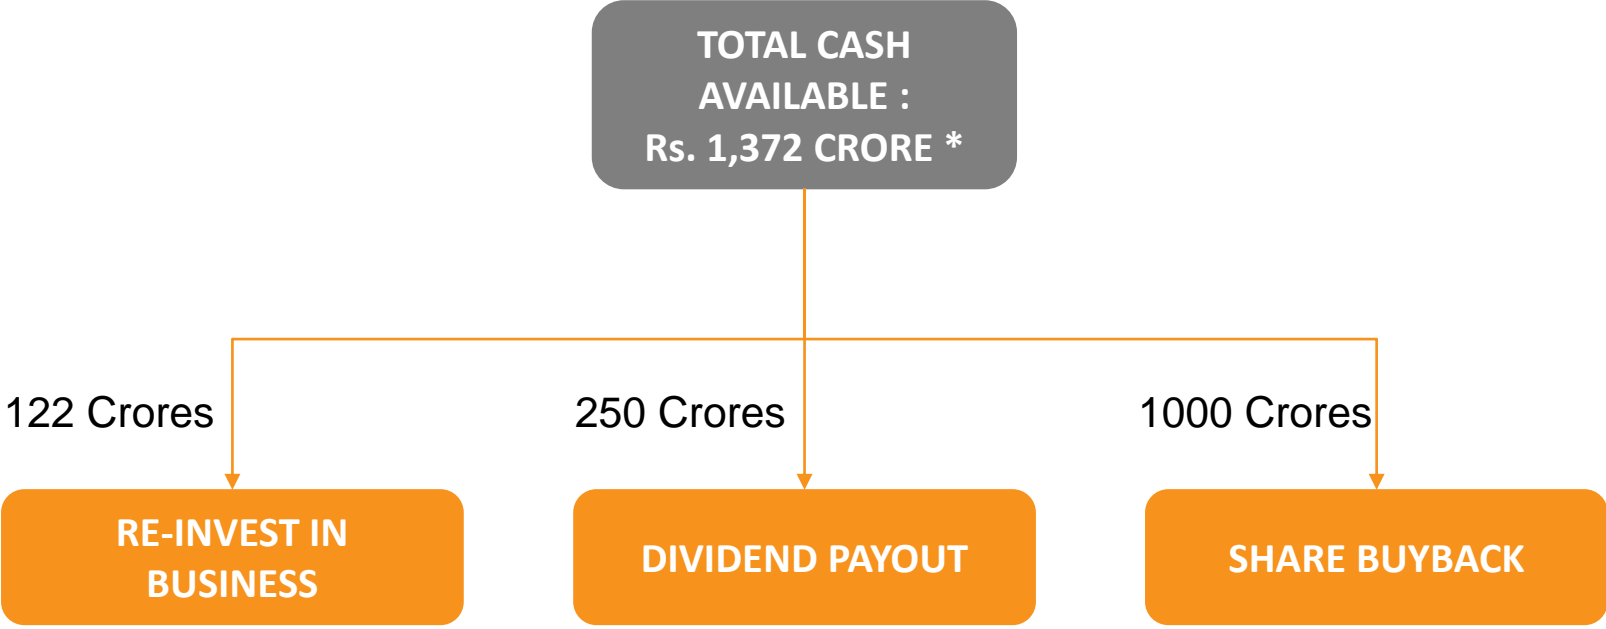 TOTAL CASH
AVAILABLE :
Rs. 1,372 CRORE *
122 Crores
250 Crores
1000 Crores
RE-INVEST IN
BUSINESS
DIVIDEND PAYOUT
SHARE BUYBACK